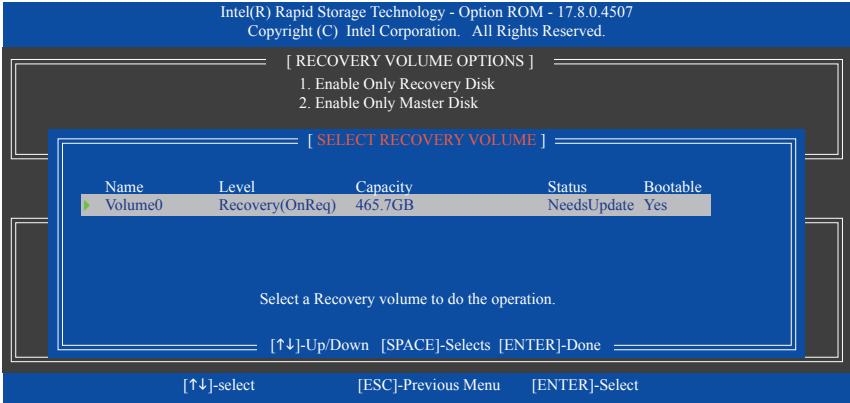 Intel(R) Rapid Storage Technology - Option ROM - 17.8.0.4507
Copyright (C) Intel Corporation. All Rights Reserved.
[ RECOVERY VOLUME OPTIONS ]
1. Enable Only Recovery Disk
2. Enable Only Master Disk
[ SELECT RECOVERY VOLUME ]
Name Level Capacity Status Bootable
Volume0 Recovery(OnReq) 465.7GB NeedsUpdate Yes
Select a Recovery volume to do the operation.
[↑↓]-Up/Down [SPACE]-Selects [ENTER]-Done
[↑↓]-select [ESC]-Previous Menu [ENTER]-Select